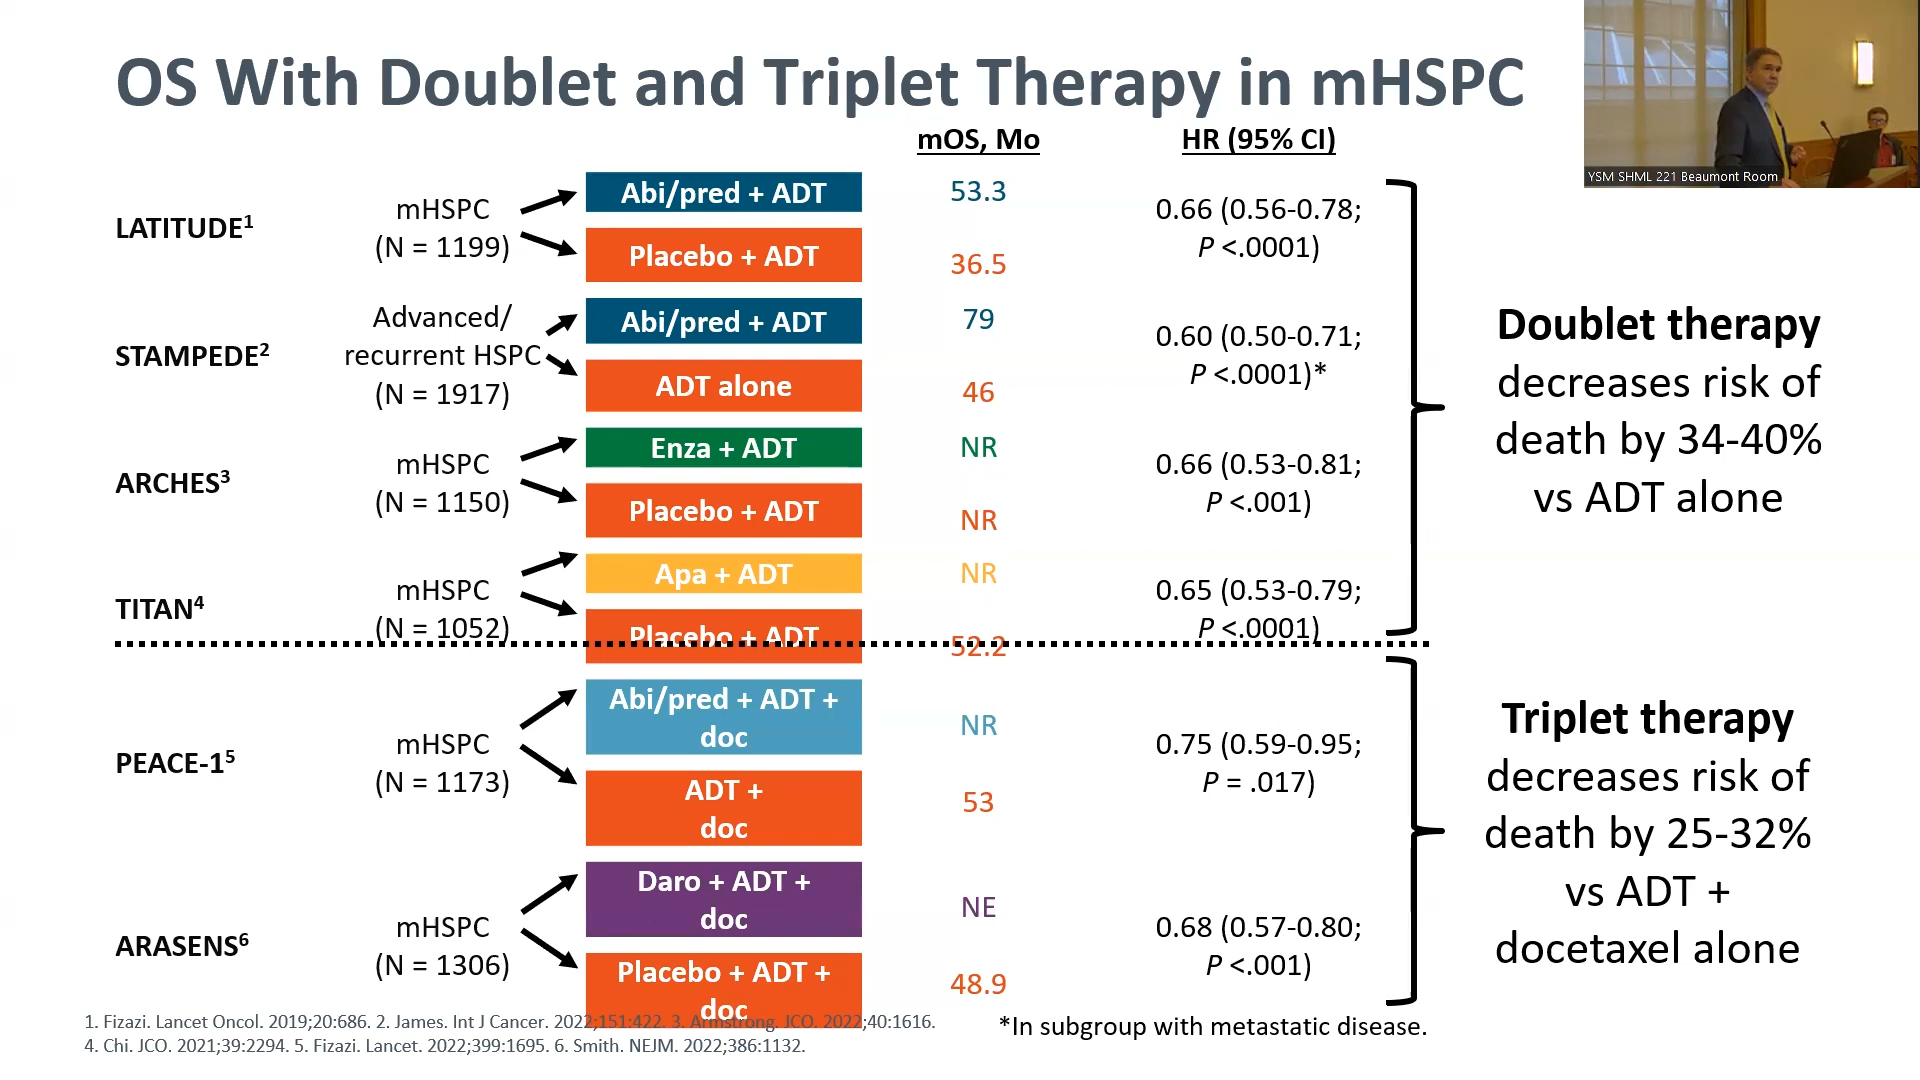 OS With Doublet and Triplet Therapy in mHSPC
YSM SHML 221 Beaumont Room
mOS, Mo
HR (95% CI)
LATITUDE1
mHSPC
(N = 1199)
Abi/pred + ADT
53.3
Placebo + ADT
36.5
0.66 (0.56-0.78;
P <.0001)
STAMPEDE2
Advanced/
recurrent HSPC
(N = 1917)
Abi/pred + ADT
79
ADT alone
46
0.60 (0.50-0.71;
P <.0001)*
ARCHES3
mHSPC
(N = 1150)
Enza + ADT
NR
Placebo + ADT
NR
0.66 (0.53-0.81;
P <.001)
TITAN4
mHSPC
(N = 1052)
Apa + ADT
NR
Placebo + ADT
52.2
0.65 (0.53-0.79;
P <.0001)
Doublet therapy
decreases risk of
death by 34-40%
vs ADT alone
PEACE-15
mHSPC
(N = 1173)
Abi/pred + ADT +
doc
NR
ADT +
doc
53
0.75 (0.59-0.95;
P = .017)
ARASENS6
mHSPC
(N = 1306)
Daro + ADT +
doc
NE
Placebo + ADT +
doc
48.9
0.68 (0.57-0.80;
P <.001)
Triplet therapy
decreases risk of
death by 25-32%
vs ADT +
docetaxel alone
1. Fizazi. Lancet Oncol. 2019;20:686. 2. James. Int J Cancer. 2022;151:422. 3. Armstrong. JCO. 2022;40:1616.
4. Chi. JCO. 2021;39:2294. 5. Fizazi. Lancet. 2022;399:1695. 6. Smith. NEJM. 2022;386:1132.
*In subgroup with metastatic disease.